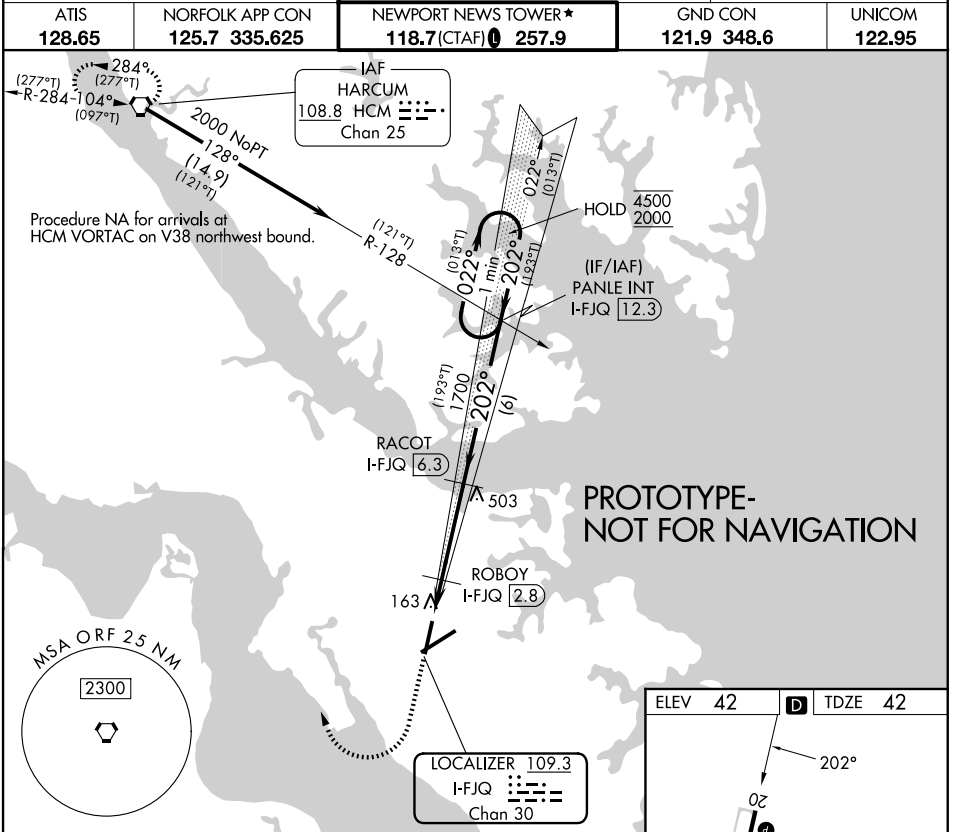 ATIS
128.65
NORFOLK APP CON
125.7 335.625
NEWPORT NEWS TOWER★
118.7(CTAF) L 257.9
GND CON
121.9 348.6
UNICOM
122.95
284°
(277°T)
(277°T)
R-284
104°
(097°T)
IAF
HARCUM
108.8 HCM
Chan 25
2000 NoPT
128°
(14.9)
(121°T)
Procedure NA for arrivals at
HCM VORTAC on V38 northwest bound.
(121°T)
R-128
022°
(013°T)
HOLD 4500
2000
022°
(013°T)
1 min
202°
(193°T)
(IF/IAF)
PANLE INT
I-FJQ 12.3
(193°T)
1700
202°
(6)
RACOT
I-FJQ 6.3
503
PROTOTYPE-
NOT FOR NAVIGATION
ROBOY
I-FJQ 2.8
163
MSA ORF 25 NM
2300
LOCALIZER 109.3
I-FJQ
Chan 30
ELEV 42 D TDZE 42
202°
20
P